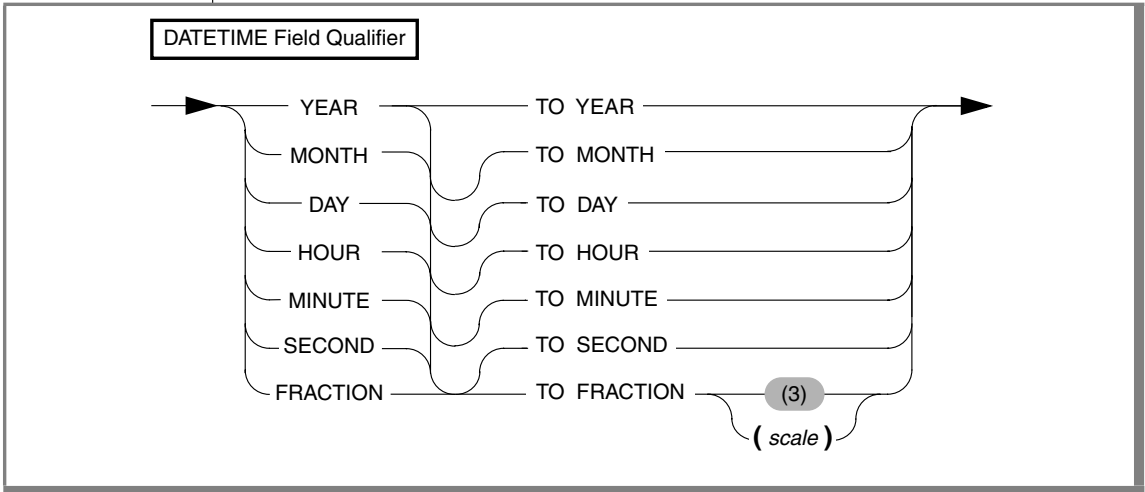 DATETIME Field Qualifier
YEAR TO YEAR
MONTH TO MONTH
DAY TO DAY
HOUR TO HOUR
MINUTE TO MINUTE
SECOND TO SECOND
FRACTION TO FRACTION (3)
( scale )